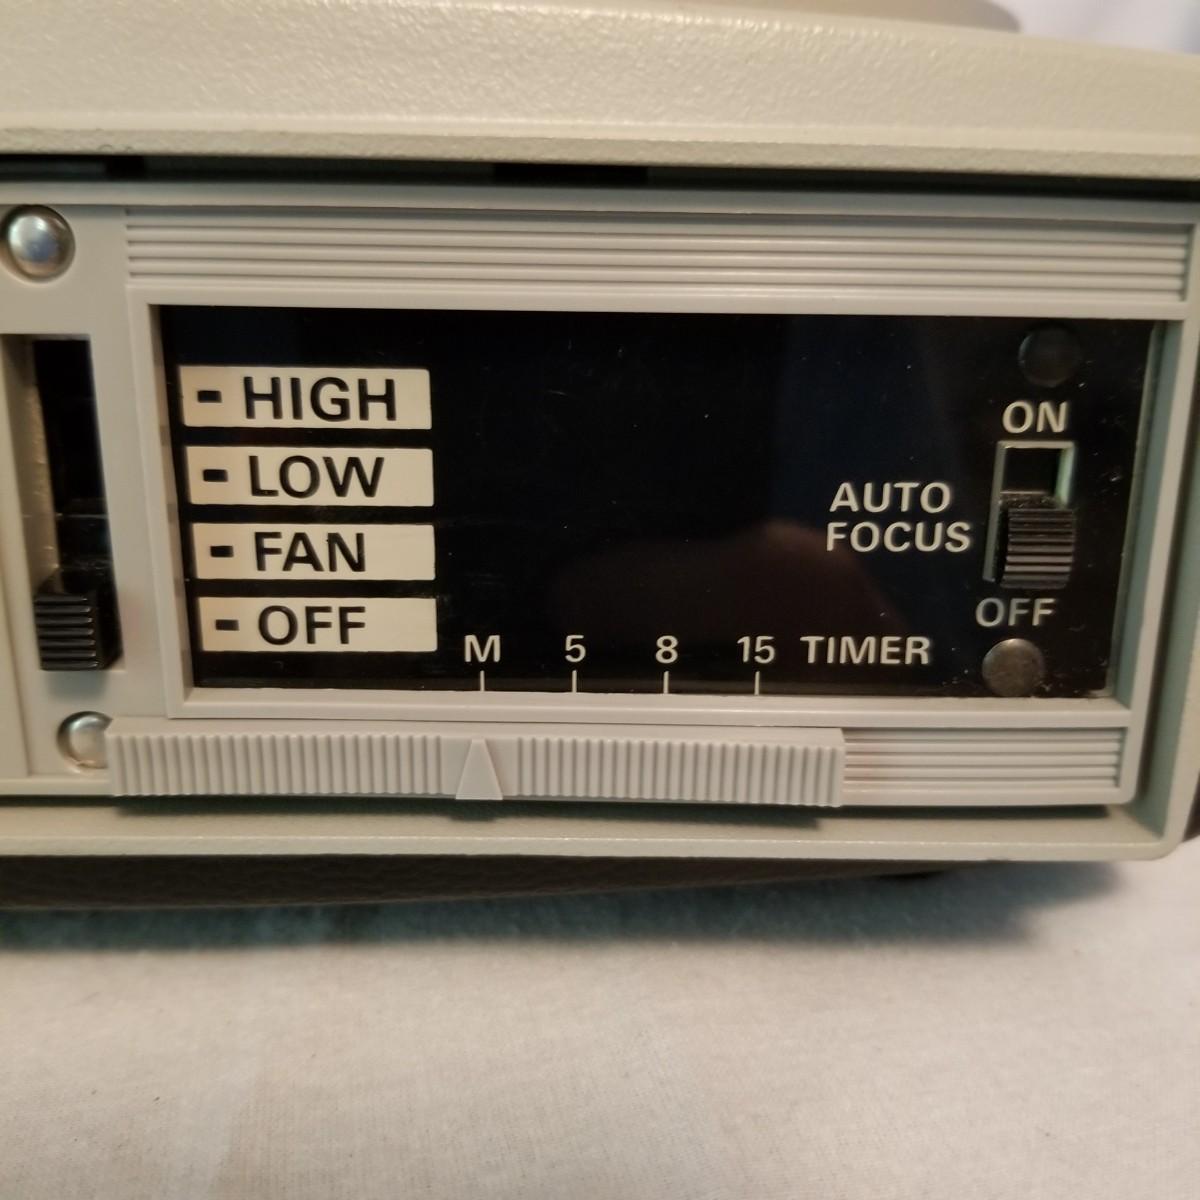 - HIGH
- LOW
- FAN
- OFF
M 5 8 15 TIMER
AUTO
FOCUS
ON
OFF